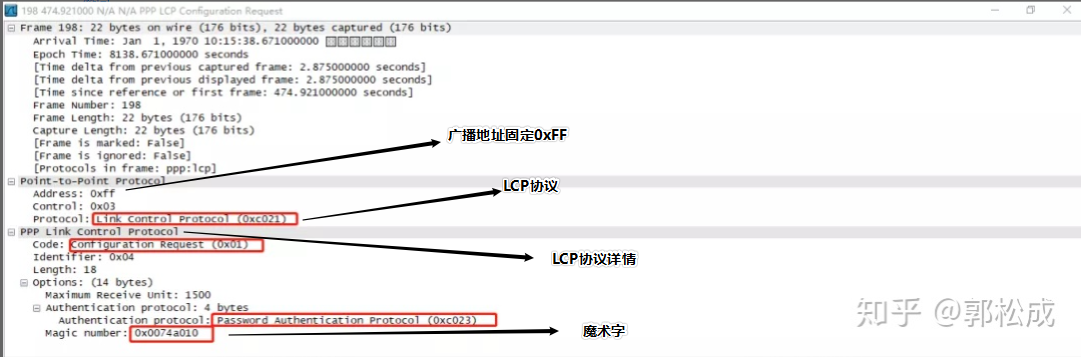 198 474.921000 N/A N/A PPP LCP Configuration Request
Frame 198: 22 bytes on wire (176 bits), 22 bytes captured (176 bits)
Arrival Time: Jan 1, 1970 10:15:38.671000000
Epoch Time: 8138.671000000 seconds
[Time delta from previous captured frame: 2.875000000 seconds]
[Time delta from previous displayed frame: 2.875000000 seconds]
[Time since reference or first frame: 474.921000000 seconds]
Frame Number: 198
Frame Length: 22 bytes (176 bits)
Capture Length: 22 bytes (176 bits)
[Frame is marked: False]
广播地址固定0xFF
[Frame is ignored: False]
[Protocols in frame: ppp:lcp]
Point-to-Point Protocol
LCP协议
Address: 0xff
Control: 0x03
Protocol: Link Control Protocol (0xc021)
PPP Link Control Protocol
Code: Configuration Request (0x01)
Identifier: 0x04
LCP协议详情
Length: 18
Options: (14 bytes)
Maximum Receive Unit: 1500
Authentication protocol: 4 bytes
Authentication protocol: Password Authentication Protocol (0xc023)
Magic number: 0x0074a010
魔术字
知乎 @郭松成